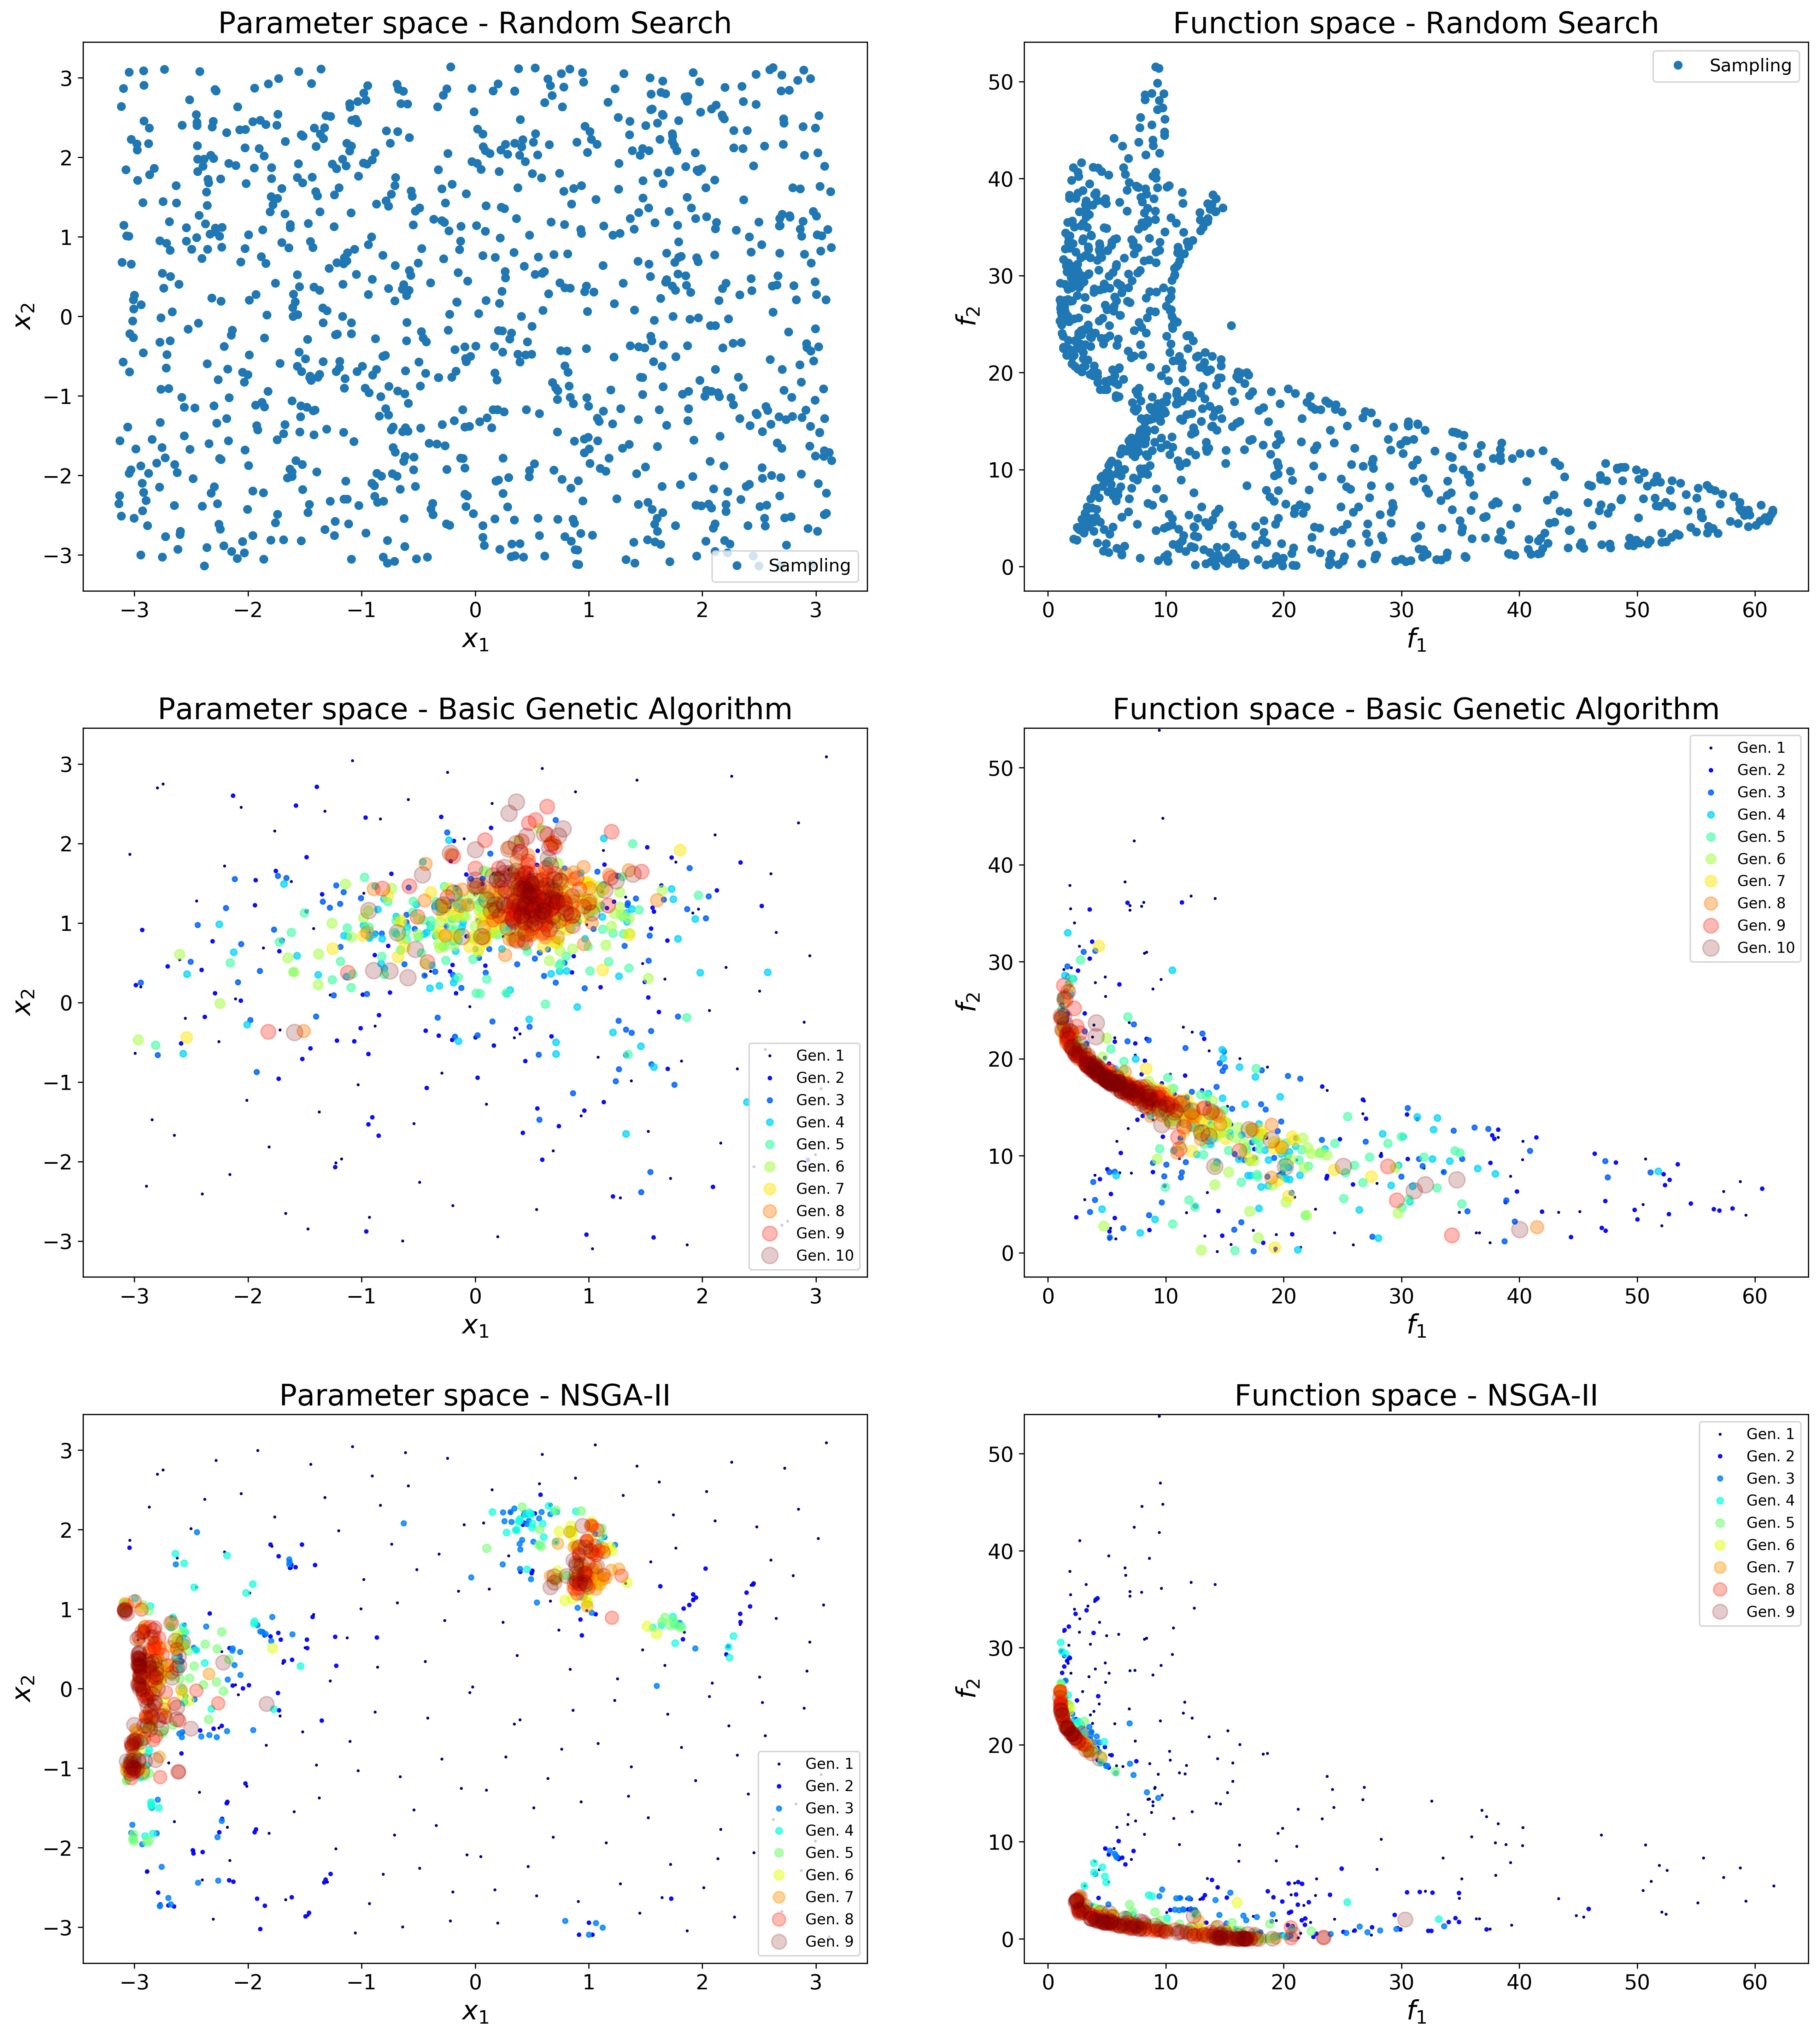 Parameter space - Random Search
3
2
1
0
−1
−2
−3
x2
Sampling
−3 −2 −1 0 1 2 3
x1
Function space - Random Search
50
40
30
20
10
0
f2
Sampling
0 10 20 30 40 50 60
f1
Parameter space - Basic Genetic Algorithm
3
2
1
0
−1
−2
−3
x2
Gen. 1
Gen. 2
Gen. 3
Gen. 4
Gen. 5
Gen. 6
Gen. 7
Gen. 8
Gen. 9
Gen. 10
−3 −2 −1 0 1 2 3
x1
Function space - Basic Genetic Algorithm
50
40
30
20
10
0
f2
Gen. 1
Gen. 2
Gen. 3
Gen. 4
Gen. 5
Gen. 6
Gen. 7
Gen. 8
Gen. 9
Gen. 10
0 10 20 30 40 50 60
f1
Parameter space - NSGA-II
3
2
1
0
−1
−2
−3
x2
Gen. 1
Gen. 2
Gen. 3
Gen. 4
Gen. 5
Gen. 6
Gen. 7
Gen. 8
Gen. 9
−3 −2 −1 0 1 2 3
x1
Function space - NSGA-II
50
40
30
20
10
0
f2
Gen. 1
Gen. 2
Gen. 3
Gen. 4
Gen. 5
Gen. 6
Gen. 7
Gen. 8
Gen. 9
0 10 20 30 40 50 60
f1